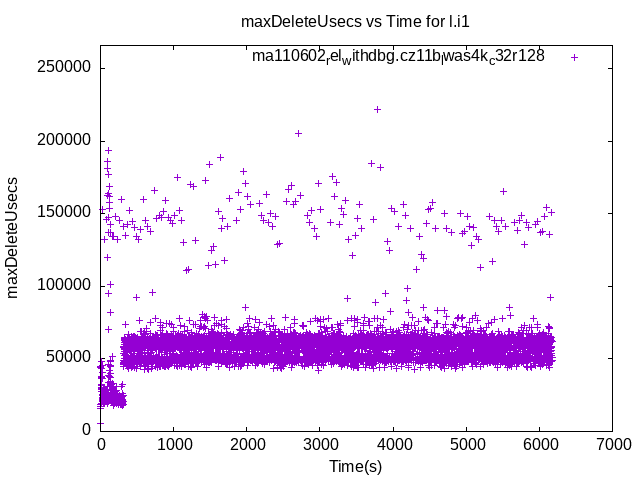 maxDeleteUsecs vs Time for l.i1
ma110602_rel_withdbg.cz11b_lwas4k_c32r128
250000
200000
150000
100000
50000
0
maxDeleteUsecs
0 1000 2000 3000 4000 5000 6000 7000
Time(s)